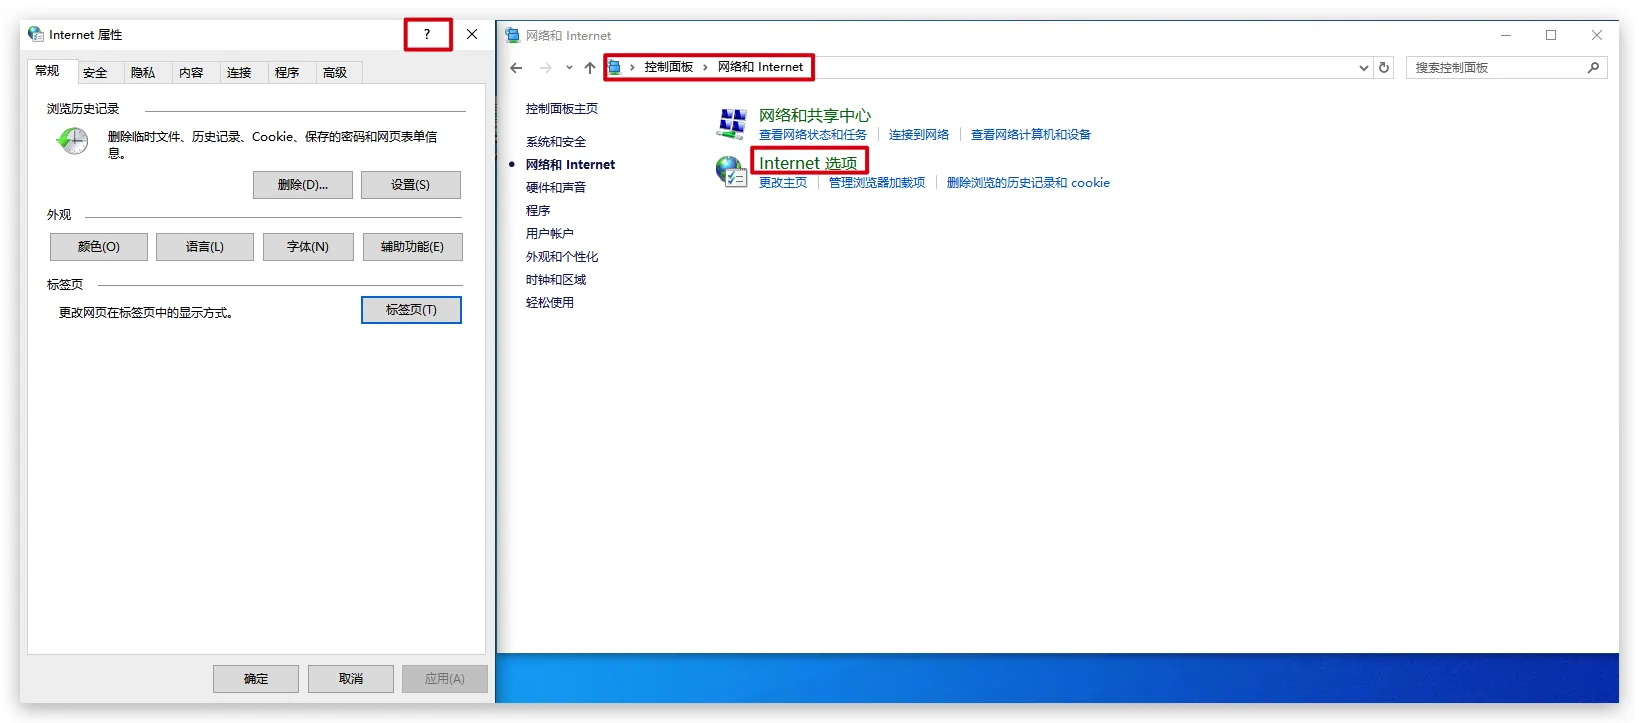 Internet 属性
?
常规 安全 隐私 内容 连接 程序 高级
浏览历史记录
删除临时文件、历史记录、Cookie、保存的密码和网页表单信
息。
删除(D)... 设置(S)
外观
颜色(O) 语言(L) 字体(N) 辅助功能(E)
标签页
更改网页在标签页中的显示方式。
标签页(T)
确定 取消 应用(A)
网络和 Internet
控制面板 网络和 Internet
搜索控制面板
控制面板主页
系统和安全
网络和 Internet
硬件和声音
程序
用户帐户
外观和个性化
时钟和区域
轻松使用
网络和共享中心
查看网络状态和任务 连接到网络 查看网络计算机和设备
Internet 选项
更改主页 管理浏览器加载项 删除浏览的历史记录和 cookie